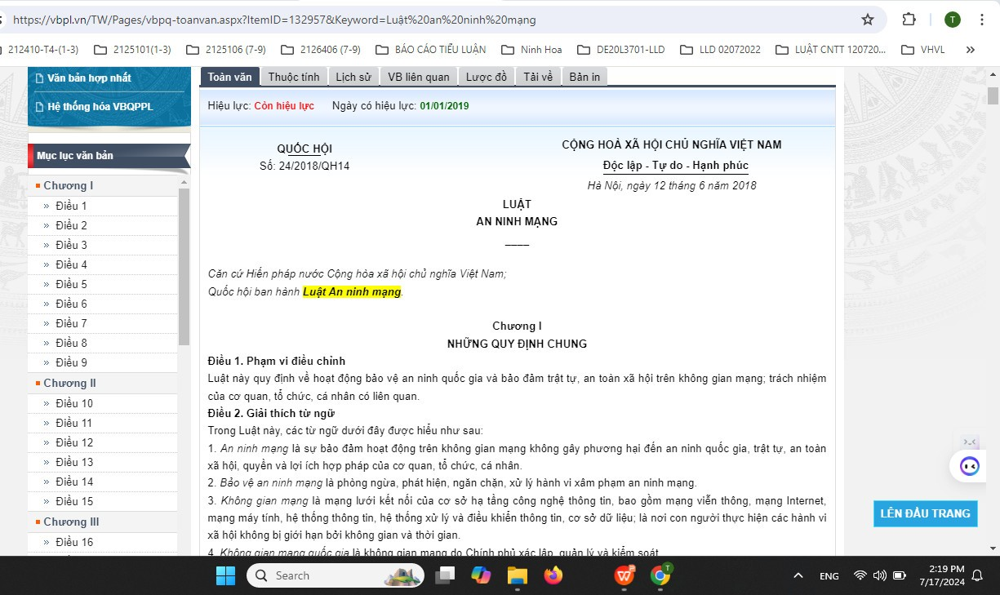 https://vbpl.vn/TW/Pages/vbpq-toanvan.aspx?ItemID=132957&Keyword=Luật%20an%20ninh%20mạng
T
212410-T4-(1-3) 2125101(1-3) 2125106 (7-9) 2126406 (7-9) BÁO CÁO TIỂU LUẬN Ninh Hoa DE20L3701-LLD LLD 02072022 LUẬT CNTT 120720... VHVL »
Văn bản hợp nhất
Hệ thống hóa VBQPPL
Mục lục văn bản
Chương I
» Điều 1
» Điều 2
» Điều 3
» Điều 4
» Điều 5
» Điều 6
» Điều 7
» Điều 8
» Điều 9
Chương II
» Điều 10
» Điều 11
» Điều 12
» Điều 13
» Điều 14
» Điều 15
Chương III
» Điều 16
Toàn văn Thuộc tính Lịch sử VB liên quan Lược đồ Tải về Bản in
Hiệu lực: Còn hiệu lực Ngày có hiệu lực: 01/01/2019
QUỐC HỘI
Số: 24/2018/QH14
CỘNG HOÀ XÃ HỘI CHỦ NGHĨA VIỆT NAM
Độc lập - Tự do - Hạnh phúc
Hà Nội, ngày 12 tháng 6 năm 2018
LUẬT
AN NINH MẠNG
____
Căn cứ Hiến pháp nước Cộng hòa xã hội chủ nghĩa Việt Nam;
Quốc hội ban hành Luật An ninh mạng.
Chương I
NHỮNG QUY ĐỊNH CHUNG
Điều 1. Phạm vi điều chỉnh
Luật này quy định về hoạt động bảo vệ an ninh quốc gia và bảo đảm trật tự, an toàn xã hội trên không gian mạng; trách nhiệm
của cơ quan, tổ chức, cá nhân có liên quan.
Điều 2. Giải thích từ ngữ
Trong Luật này, các từ ngữ dưới đây được hiểu như sau:
1. An ninh mạng là sự bảo đảm hoạt động trên không gian mạng không gây phương hại đến an ninh quốc gia, trật tự, an toàn
xã hội, quyền và lợi ích hợp pháp của cơ quan, tổ chức, cá nhân.
2. Bảo vệ an ninh mạng là phòng ngừa, phát hiện, ngăn chặn, xử lý hành vi xâm phạm an ninh mạng.
3. Không gian mạng là mạng lưới kết nối của cơ sở hạ tầng công nghệ thông tin, bao gồm mạng viễn thông, mạng Internet,
mạng máy tính, hệ thống thông tin, hệ thống xử lý và điều khiển thông tin, cơ sở dữ liệu; là nơi con người thực hiện các hành vi
xã hội không bị giới hạn bởi không gian và thời gian.
4. Không gian mạng quốc gia là không gian mạng do Chính phủ xác lập, quản lý và kiểm soát
LÊN ĐẦU TRANG
Search
ENG
2:19 PM
7/17/2024